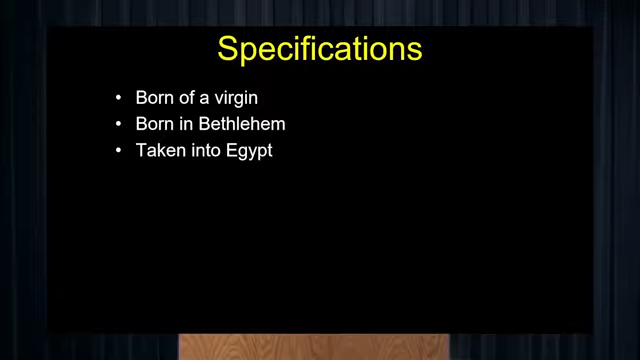 Specifications
• Born of a virgin
• Born in Bethlehem
• Taken into Egypt